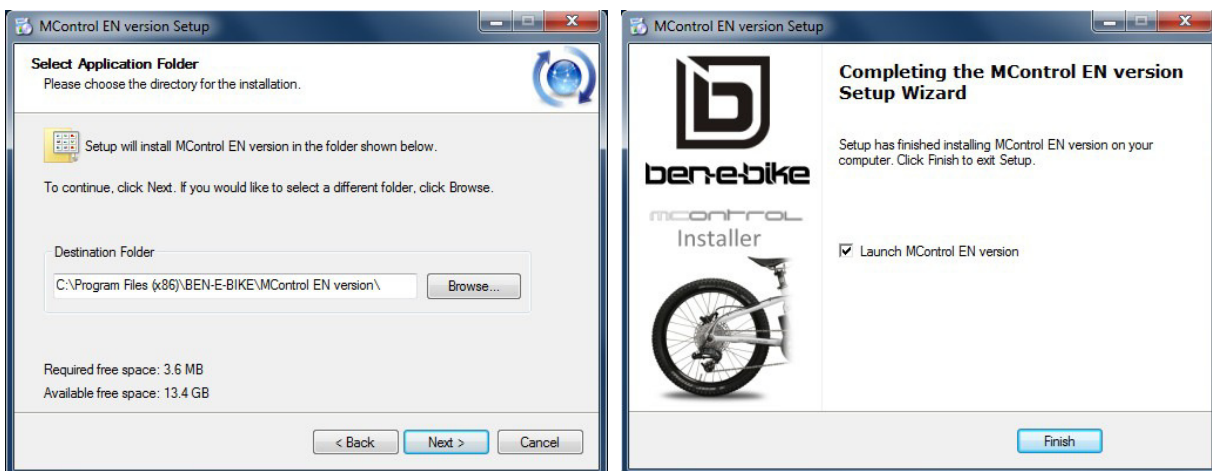 MControl EN version Setup
Select Application Folder
Please choose the directory for the installation.
Setup will install MControl EN version in the folder shown below.
To continue, click Next. If you would like to select a different folder, click Browse.
Destination Folder
C:\Program Files (x86)\BEN-E-BIKE\MControl EN version\
Browse...
Required free space: 3.6 MB
Available free space: 13.4 GB
< Back
Next >
Cancel
MControl EN version Setup
ben-e-bike
mcontrol
Installer
Completing the MControl EN version
Setup Wizard
Setup has finished installing MControl EN version on your
computer. Click Finish to exit Setup.
Launch MControl EN version
Finish